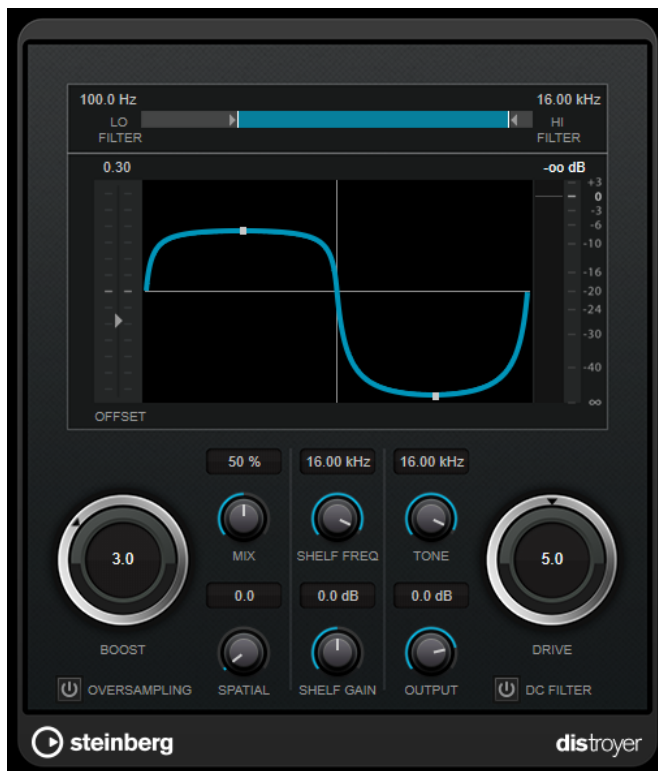 100.0 Hz
16.00 kHz
LO
FILTER
HI
FILTER
0.30
-oo dB
+3
0
-3
-6
-10
-16
-20
-24
-30
-40
∞
OFFSET
50 %
16.00 kHz
16.00 kHz
3.0
MIX
SHELF FREQ
TONE
5.0
0.0
0.0 dB
0.0 dB
BOOST
DRIVE
OVERSAMPLING
SPATIAL
SHELF GAIN
OUTPUT
DC FILTER
steinberg
distroyer